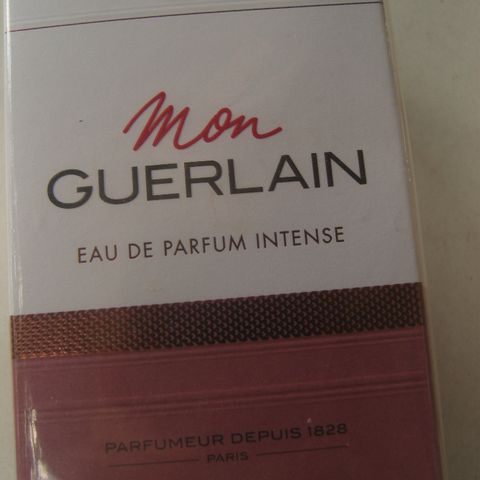 Mon
GUERLAIN
EAU DE PARFUM INTENSE
PARFUMEUR DEPUIS 1828
PARIS